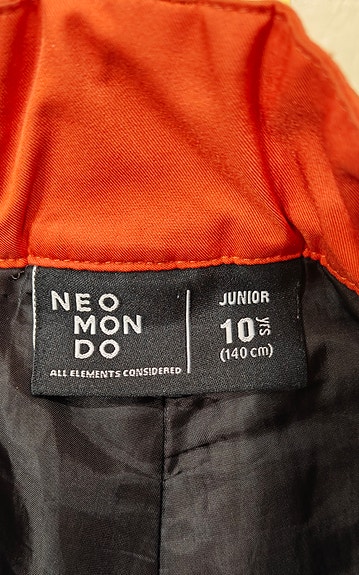 NEO
MON
DO
ALL ELEMENTS CONSIDERED
JUNIOR
10 yrs
(140 cm)